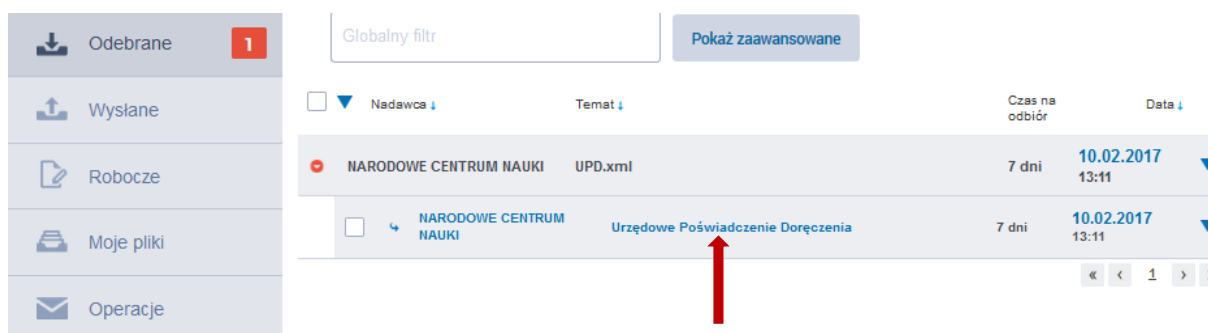 Odebrane
1
Wysłane
Robocze
Moje pliki
Operacje
Globalny filtr
Pokaż zaawansowane
Nadawca ↓ Temat ↓ Czas na Data ↓
odbiór
NARODOWE CENTRUM NAUKI UPD.xml 7 dni 10.02.2017
13:11
NARODOWE CENTRUM
NAUKI
Urzędowe Poświadczenie Doręczenia 7 dni 10.02.2017
13:11
« ‹ 1 ›